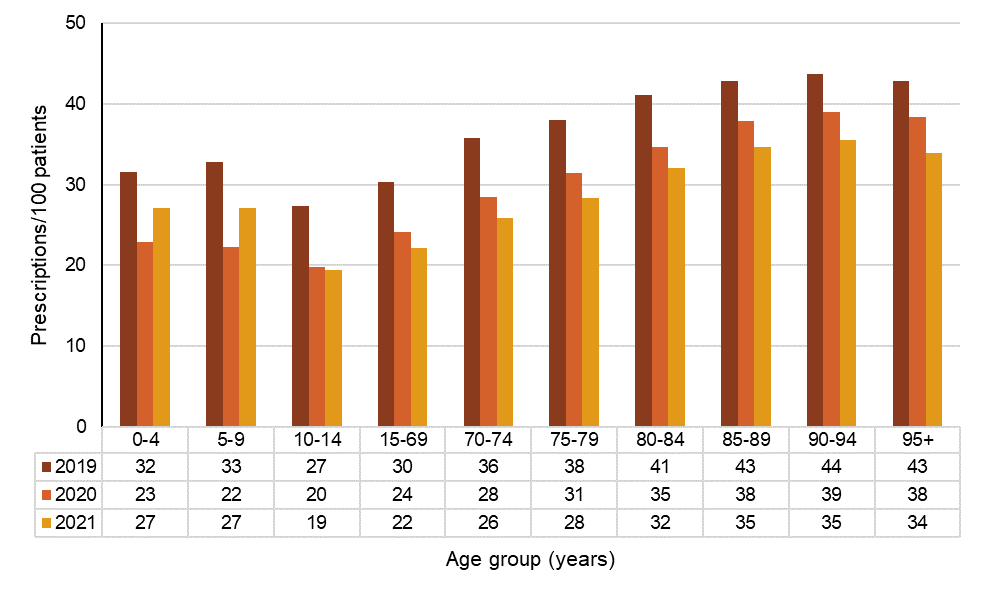 50
40
30
20
10
0
Prescriptions/100 patients
0-4 5-9 10-14 15-69 70-74 75-79 80-84 85-89 90-94 95+
2019 32 33 27 30 36 38 41 43 44 43
2020 23 22 20 24 28 31 35 38 39 38
2021 27 27 19 22 26 28 32 35 35 34
Age group (years)